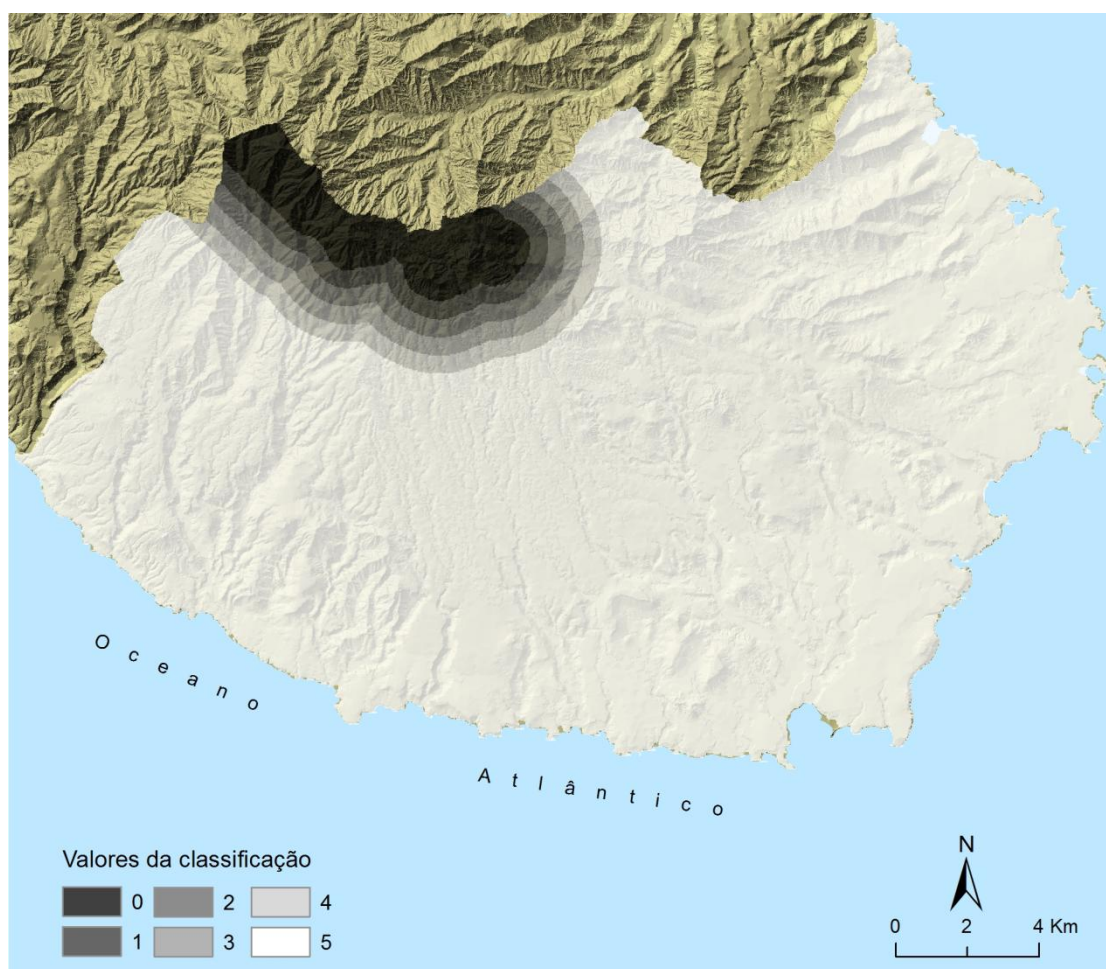 Oceano
Atlântico
Valores da classificação
0 2 4
1 3 5
N
0 2 4 Km